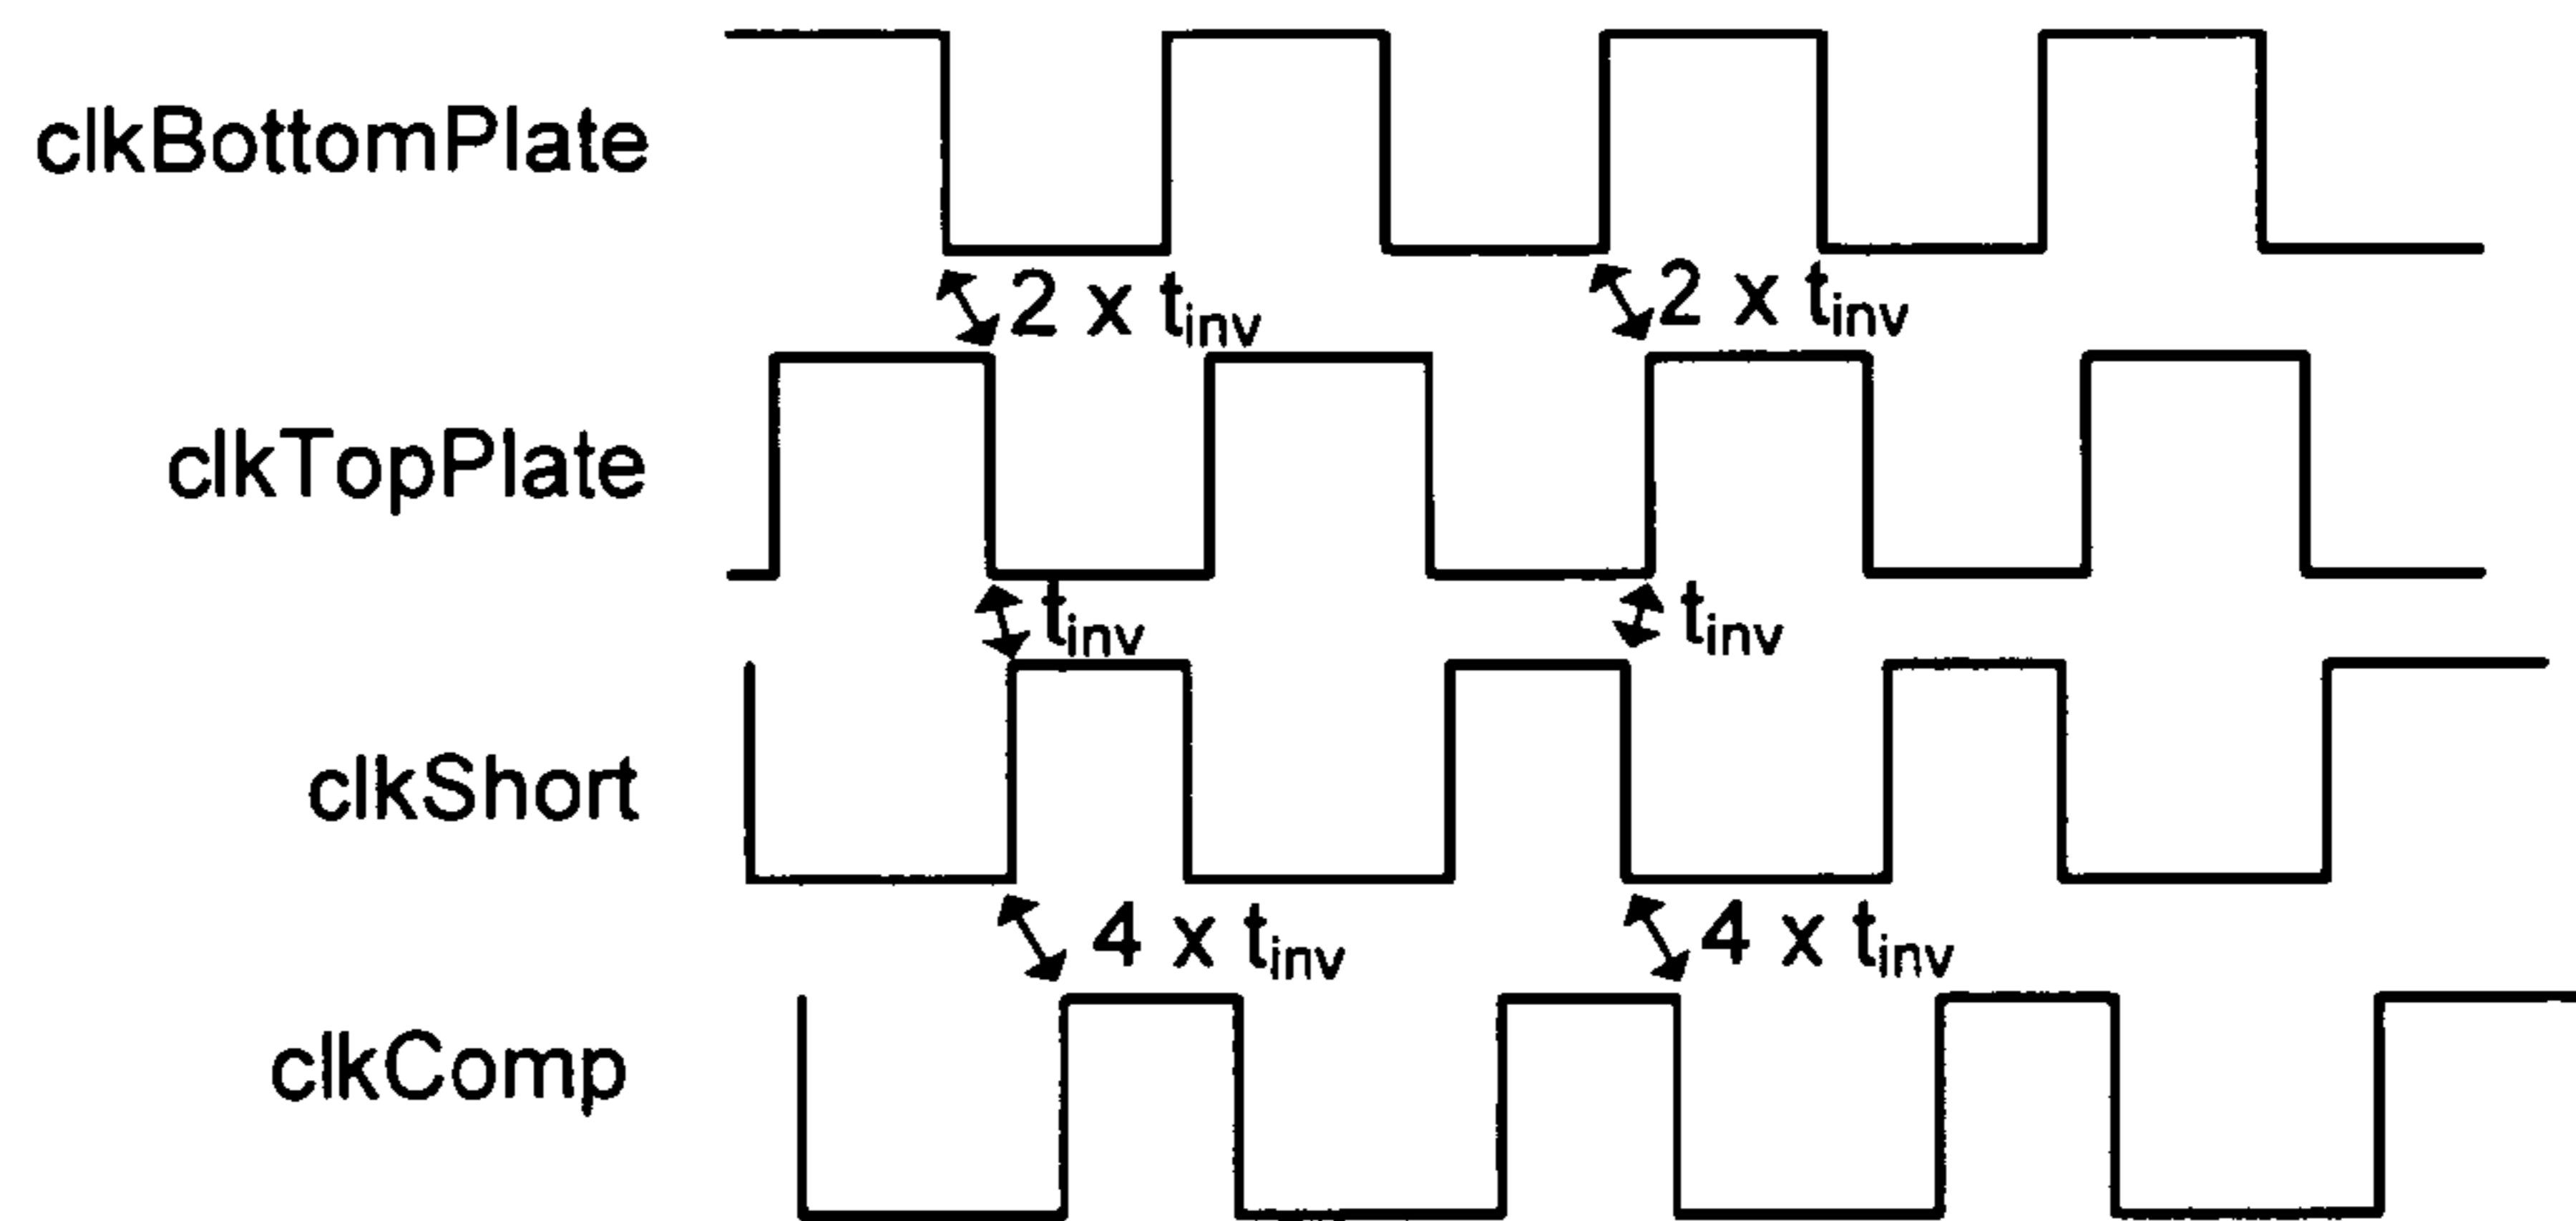 clkBottomPlate
2 x tinv
2 x tinv
clkTopPlate
tinv
tinv
clkShort
4 x tinv
4 x tinv
clkComp